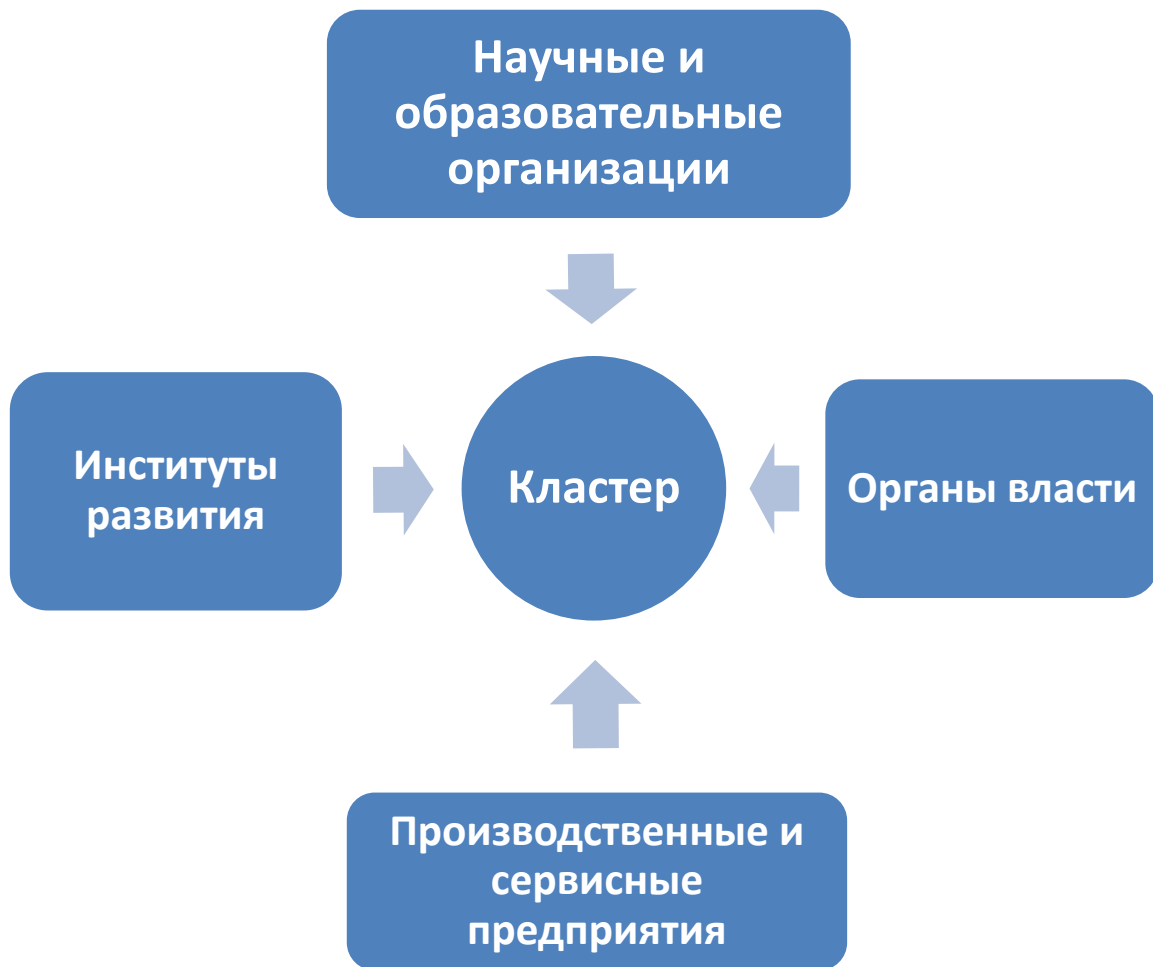 Научные и
образовательные
организации
Институты
развития
Кластер
Органы власти
Производственные и
сервисные
предприятия